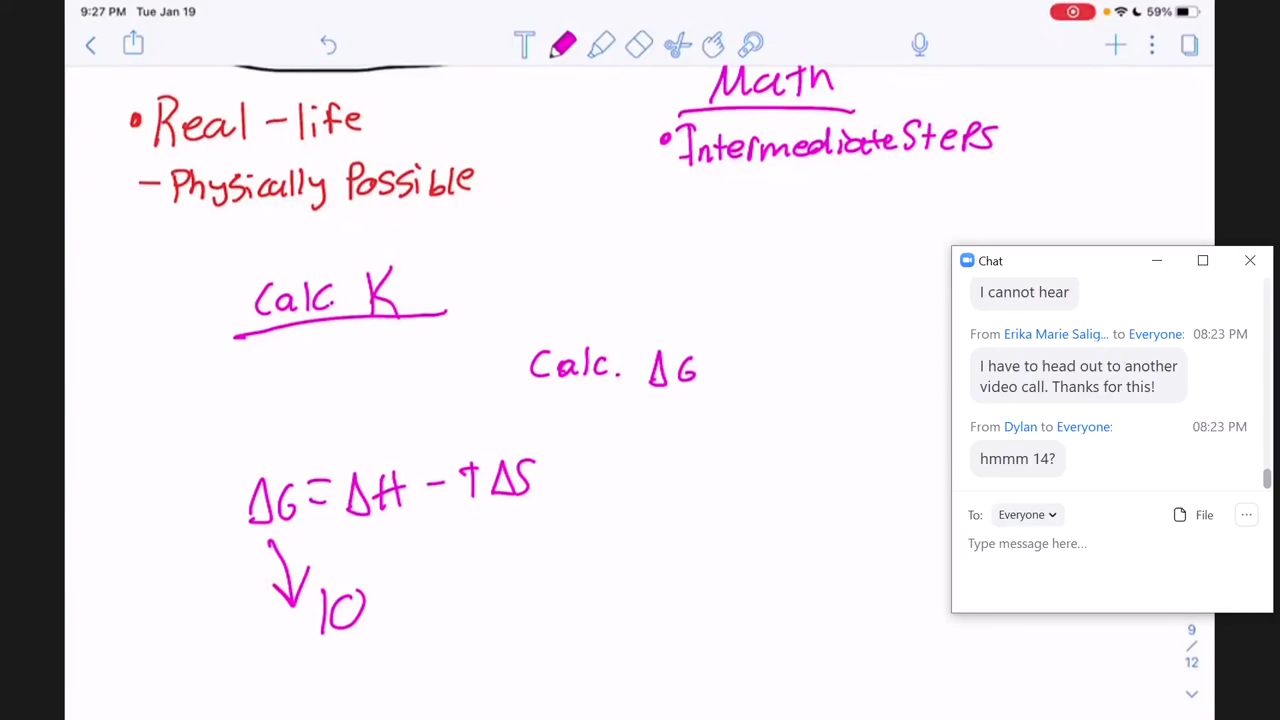 9:27 PM Tue Jan 19
59%
Math
• Real-life
• Intermediate Steps
- Physically Possible
Calc. K
Calc. ΔG
ΔG = ΔH - TΔS
10
Chat
I cannot hear
From Erika Marie Salig... to Everyone: 08:23 PM
I have to head out to another
video call. Thanks for this!
From Dylan to Everyone: 08:23 PM
hmmm 14?
To: Everyone File
Type message here...
9
/
12